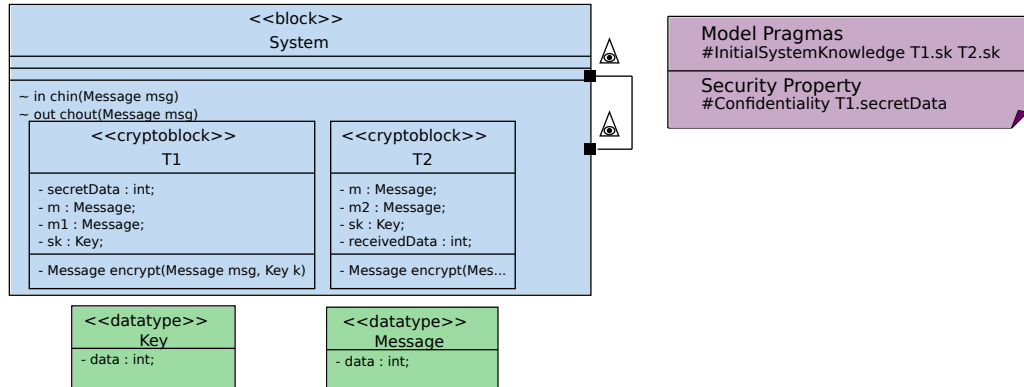 <<block>>
System
~ in chin(Message msg)
~ out chout(Message msg)
<<cryptoblock>>
T1
- secretData : int;
- m : Message;
- m1 : Message;
- sk : Key;
- Message encrypt(Message msg, Key k)
<<cryptoblock>>
T2
- m : Message;
- m2 : Message;
- sk : Key;
- receivedData : int;
- Message encrypt(Mes...
<<datatype>>
Key
- data : int;
<<datatype>>
Message
- data : int;
Model Pragmas
#InitialSystemKnowledge T1.sk T2.sk
Security Property
#Confidentiality T1.secretData